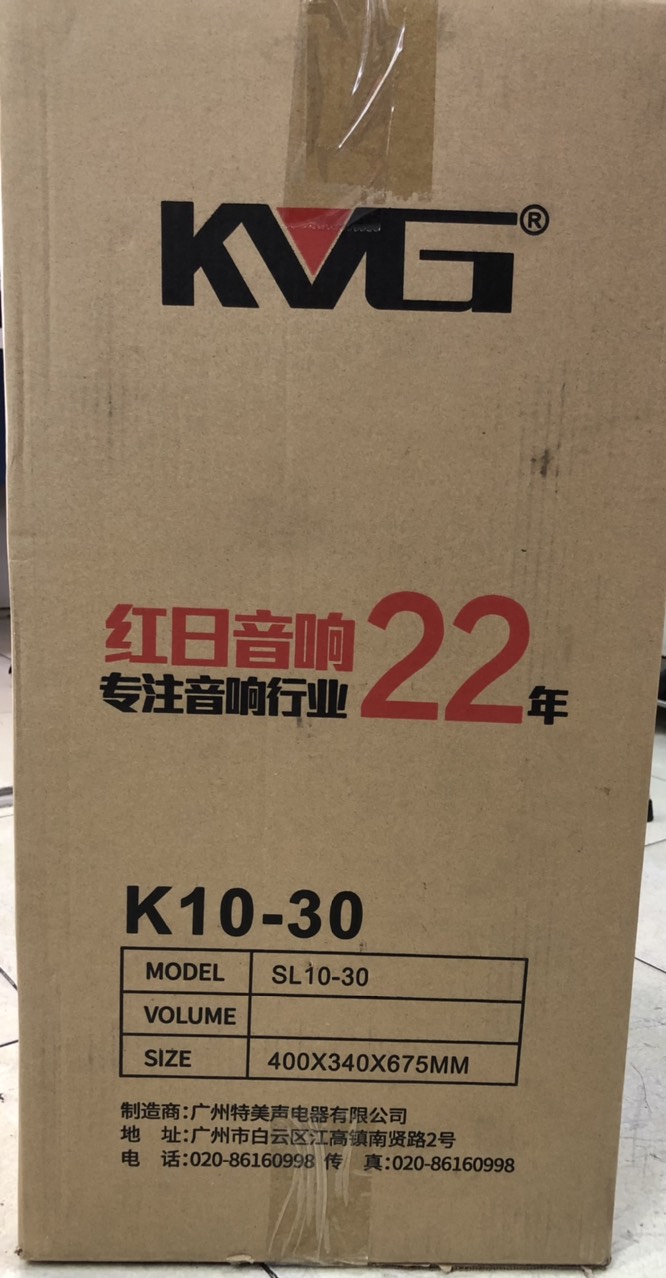 KVG®
红日音响22年
专注音响行业
K10-30
MODEL SL10-30
VOLUME
SIZE 400X340X675MM
制造商:广州特美声电器有限公司
地 址:广州市白云区江高镇南贤路2号
电 话:020-86160998 传 真:020-86160998